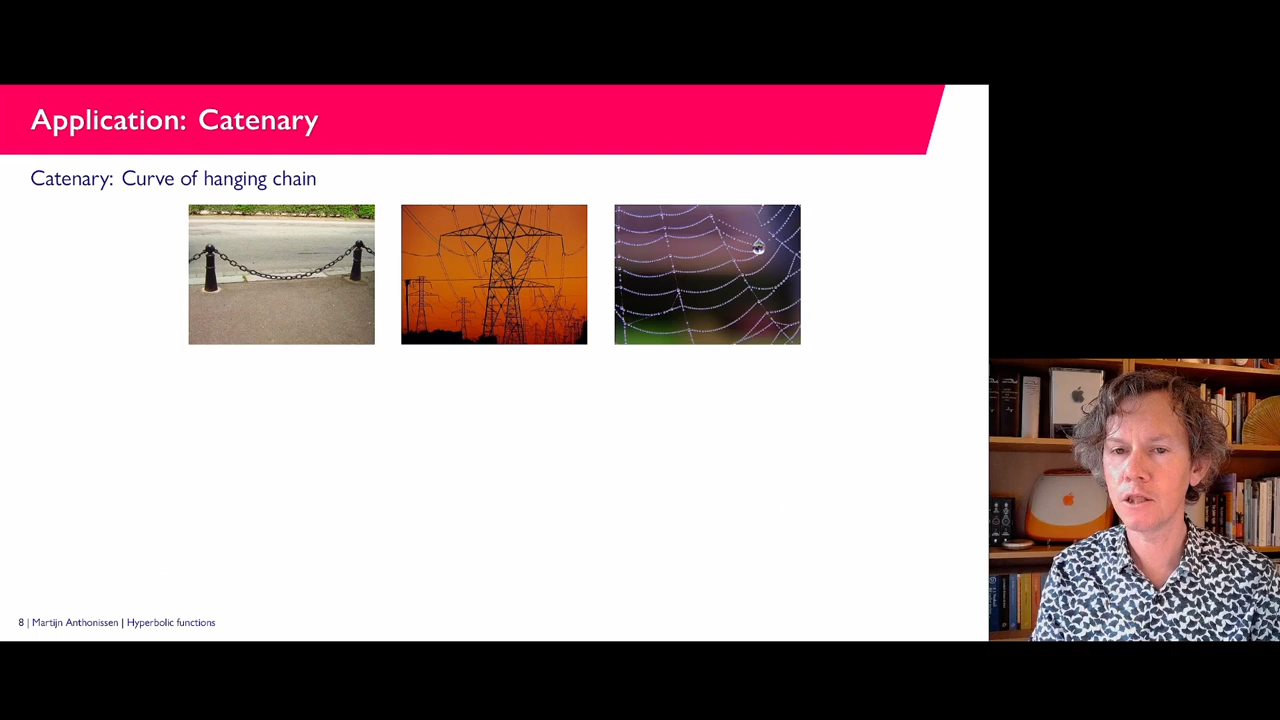 Application: Catenary
Catenary: Curve of hanging chain
8 | Martijn Anthonissen | Hyperbolic functions